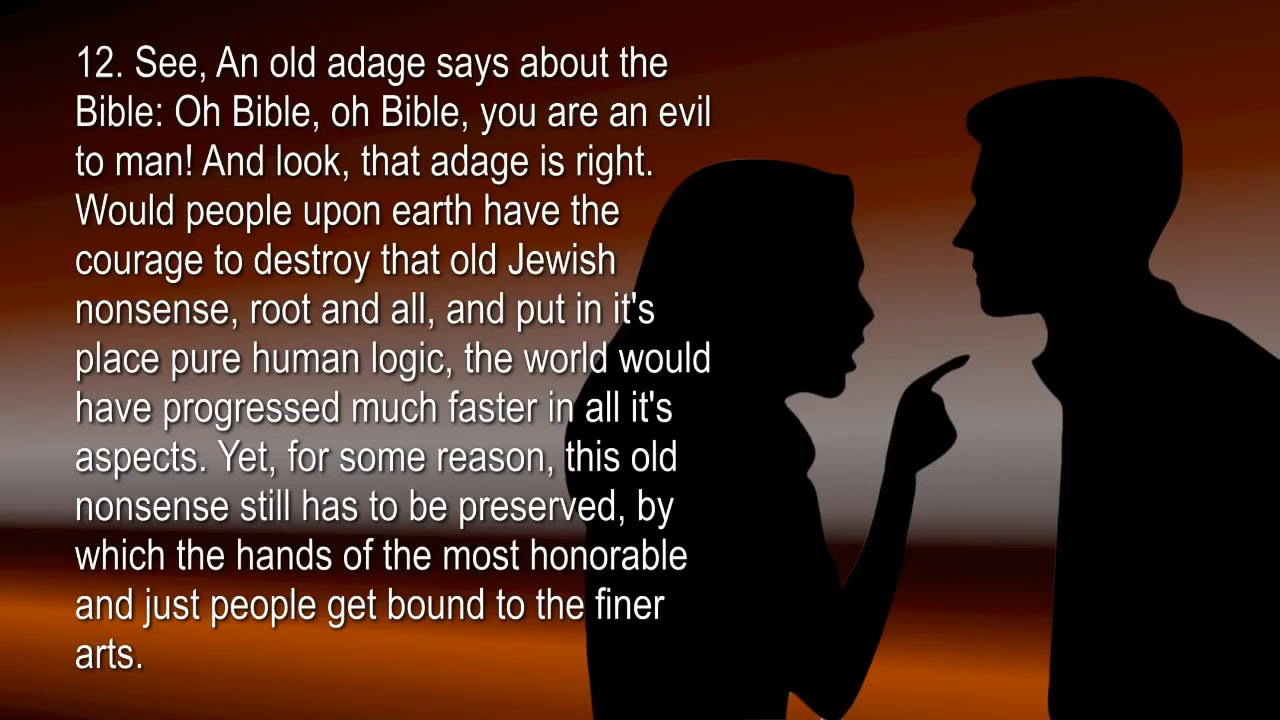 12. See, An old adage says about the
Bible: Oh Bible, oh Bible, you are an evil
to man! And look, that adage is right.
Would people upon earth have the
courage to destroy that old Jewish
nonsense, root and all, and put in it's
place pure human logic, the world would
have progressed much faster in all it's
aspects. Yet, for some reason, this old
nonsense still has to be preserved, by
which the hands of the most honorable
and just people get bound to the finer
arts.